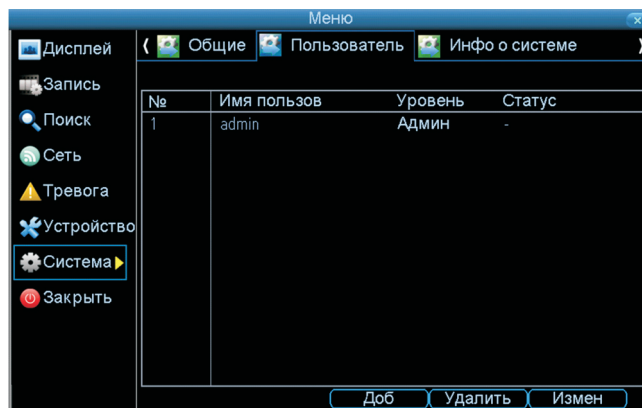 Меню
Дисплей
Запись
Поиск
Сеть
Тревога
Устройство
Система
Закрыть
Общие Пользователь Инфо о системе
№ Имя пользов Уровень Статус
1 admin Админ -
Доб Удалить Измен